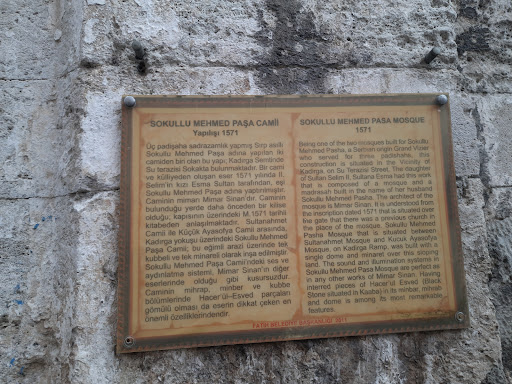 SOKULLU MEHMED PAŞA CAMİİ
Yapılışı 1571
Üç padişaha sadrazamlık yapmış Sırp asıllı
Sokullu Mehmed Paşa adına yapılan iki
camiden biri olan bu yapı; Kadırga Semtinde
Su terazisi Sokakta bulunmaktadır. Bir cami
ve külliyeden oluşan eser 1571 yılında II.
Selim'in kızı Esma Sultan tarafından, eşi
Sokullu Mehmed Paşa adına yaptırılmıştır.
Caminin mimarı Mimar Sinan'dır. Caminin
bulunduğu yerde daha önceden bir kilise
olduğu; kapısının üzerindeki M.1571 tarihli
kitabeden anlaşılmaktadır. Sultanahmet
Camii ile Küçük Ayasofya Camii arasında,
Kadırga yokuşu üzerindeki Sokullu Mehmed
Paşa Camii; bu eğimli arazi üzerinde tek
kubbeli ve tek minareli olarak inşa edilmiştir.
Sokullu Mehmed Paşa Camii'ndeki ses ve
aydınlatma sistemi, Mimar Sinan'ın diğer
eserlerinde olduğu gibi kusursuzdur.
Caminin mihrap, minber ve kubbe
bölümlerinde Hacer'ül–Esved parçaları
gömülü olması da eserin dikkat çeken en
önemli özelliklerindendir.
SOKULLU MEHMED PASA MOSQUE
1571
Being one of the two mosques built for Sokullu
Mehmed Pasha, a Serbian origin Grand Vizier
who served for three padishahs, this
construction is situated in the Vicinity of
Kadırga, on Su Terazisi Street. The daughter
of Sultan Selim II, Sultana Esma had this work
that is composed of a mosque and a
madrasah built in the name of her husband
Sokullu Mehmed Pasha. The architect of the
mosque is Mimar Sinan. It is understood from
the inscription dated 1571 that is situated over
the gate that there was a previous church in
the place of the mosque. Sokullu Mehmed
Pasha Mosque that is situated between
Sultanahmet Mosque and Kucuk Ayasofya
Mosque, on Kadırga Ramp, was built with a
single dome and minaret over this sloping
land. The sound and illumination systems in
Sokullu Mehmed Pasa Mosque are perfect as
in any other works of Mimar Sinan. Having
interred pieces of Hacer'ul Esved (Black
Stone situated in Kaaba) in its minbar, mihrab
and dome is among its most remarkable
features.
FATİH BELEDİYE BAŞKANLIĞI 2011